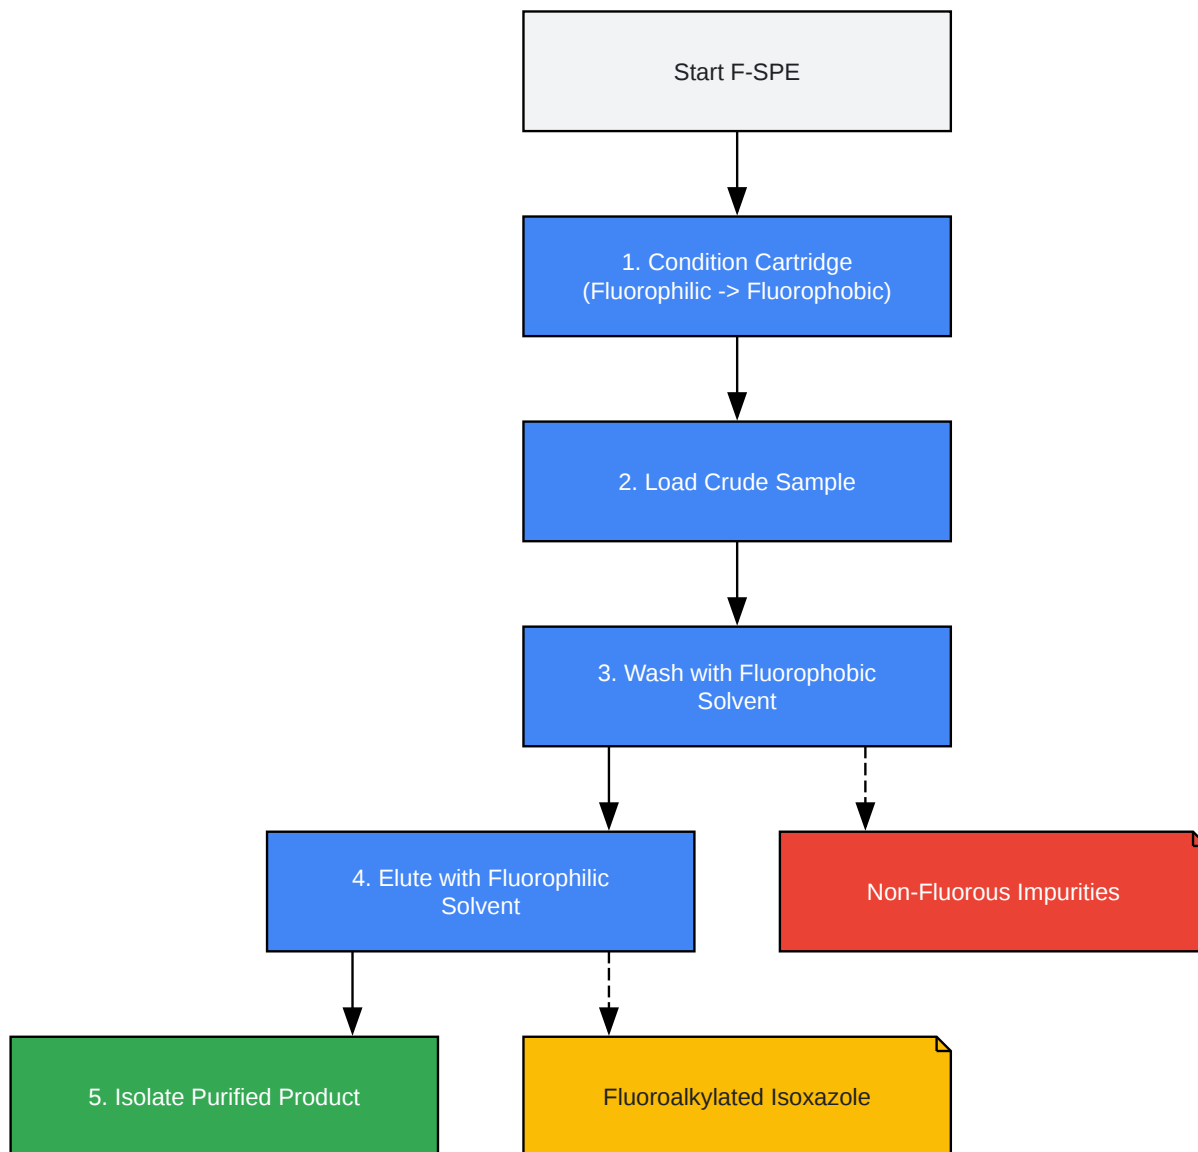 Start F-SPE
1. Condition Cartridge
(Fluorophilic -> Fluorophobic)
2. Load Crude Sample
3. Wash with Fluorophobic
Solvent
4. Elute with Fluorophilic
Solvent
Non-Fluorous Impurities
5. Isolate Purified Product
Fluoroalkylated Isoxazole